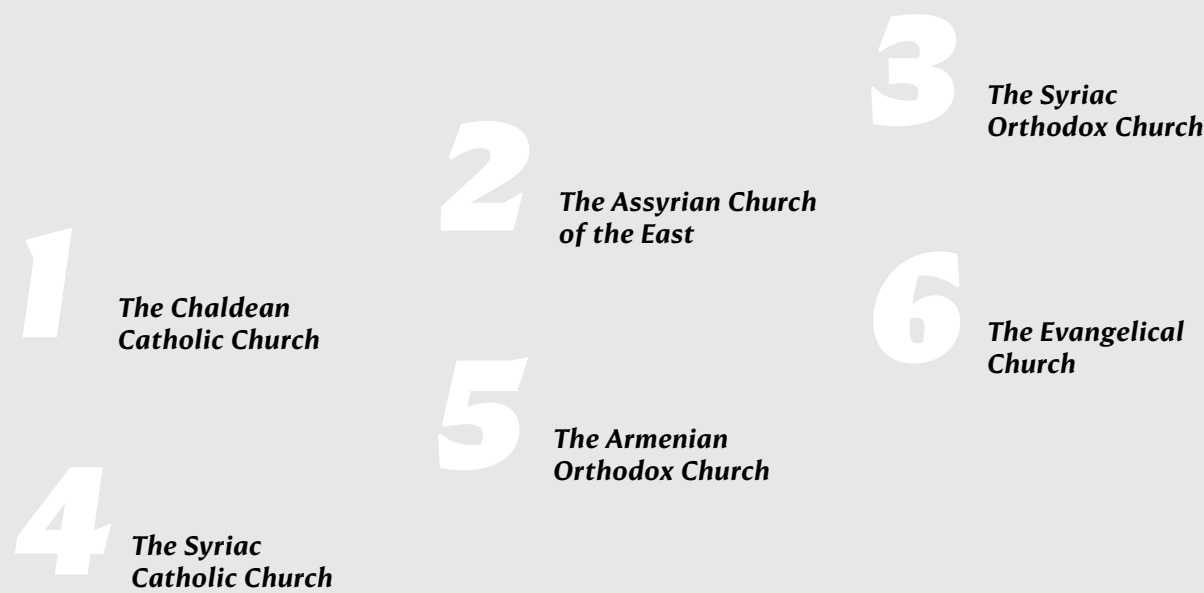 1
The Chaldean
Catholic Church
2
The Assyrian Church
of the East
3
The Syriac
Orthodox Church
4
The Syriac
Catholic Church
5
The Armenian
Orthodox Church
6
The Evangelical
Church